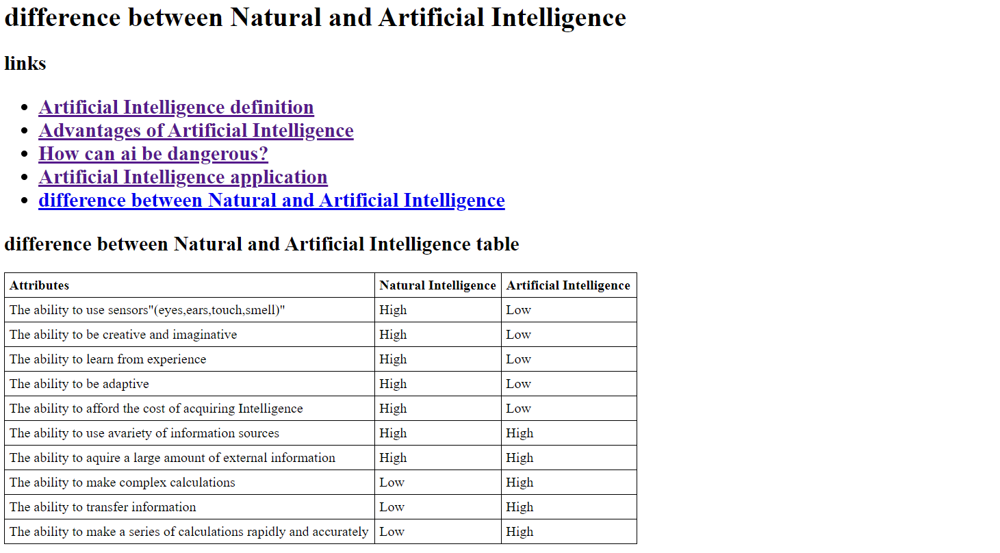 difference between Natural and Artificial Intelligence
links
Artificial Intelligence definition
Advantages of Artificial Intelligence
How can ai be dangerous?
Artificial Intelligence application
difference between Natural and Artificial Intelligence
difference between Natural and Artificial Intelligence table
Attributes Natural Intelligence Artificial Intelligence
The ability to use sensors"(eyes,ears,touch,smell)" High Low
The ability to be creative and imaginative High Low
The ability to learn from experience High Low
The ability to be adaptive High Low
The ability to afford the cost of acquiring Intelligence High Low
The ability to use avariety of information sources High High
The ability to aquire a large amount of external information High High
The ability to make complex calculations Low High
The ability to transfer information Low High
The ability to make a series of calculations rapidly and accurately Low High